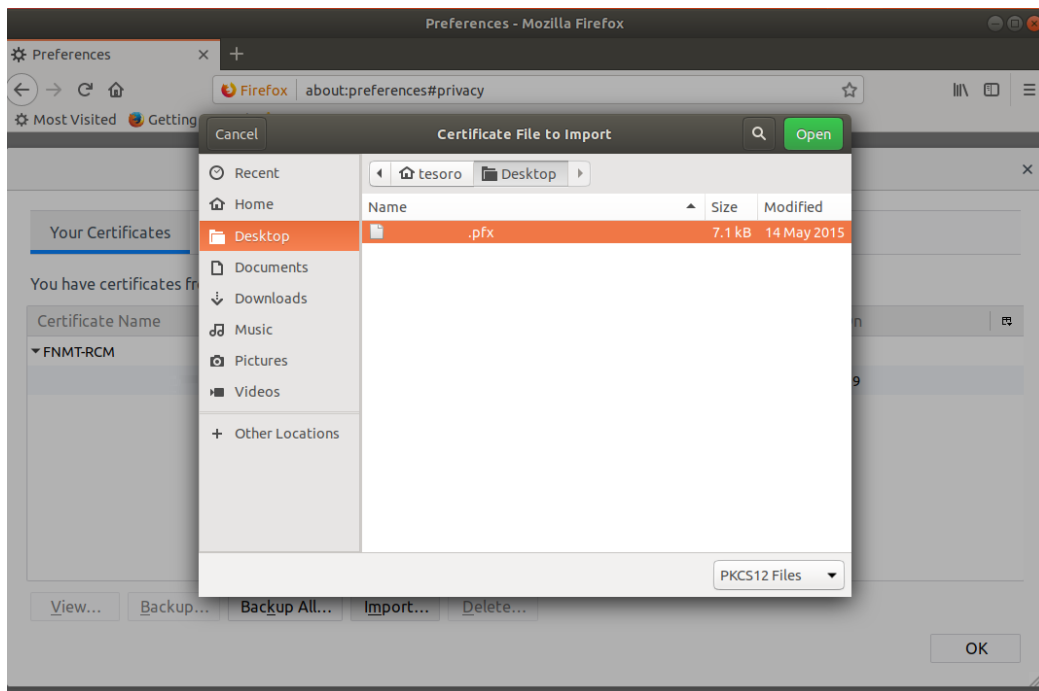 Preferences - Mozilla Firefox
Preferences
Firefox about:preferences#privacy
Most Visited Getting
Cancel Certificate File to Import Open
Recent
Home
Desktop
Documents
Downloads
Music
Pictures
Videos
Other Locations
tesoro Desktop
Name Size Modified
.pfx 7.1 kB 14 May 2015
PKCS12 Files
Your Certificates
You have certificates fr
Certificate Name n
FNMT-RCM
9
View... Backup... Backup All... Import... Delete...
OK